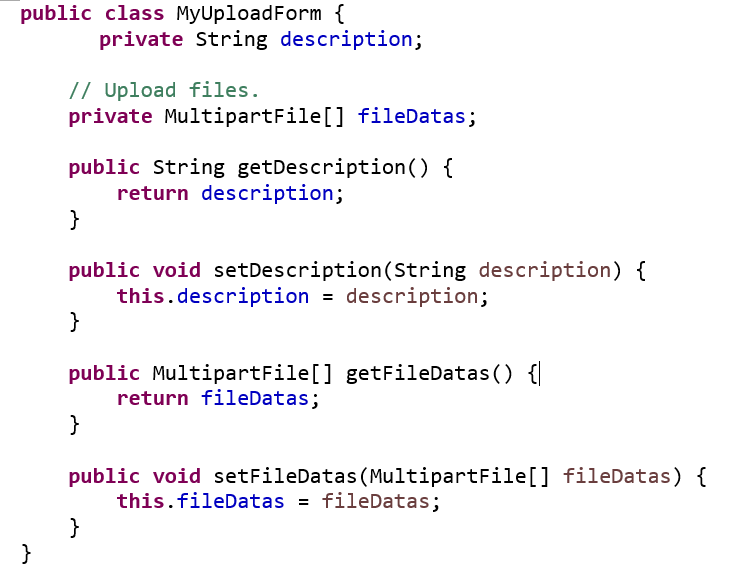 public class MyUploadForm {
private String description;
// Upload files.
private MultipartFile[] fileDatas;
public String getDescription() {
return description;
}
public void setDescription(String description) {
this.description = description;
}
public MultipartFile[] getFileDatas() {
return fileDatas;
}
public void setFileDatas(MultipartFile[] fileDatas) {
this.fileDatas = fileDatas;
}
}